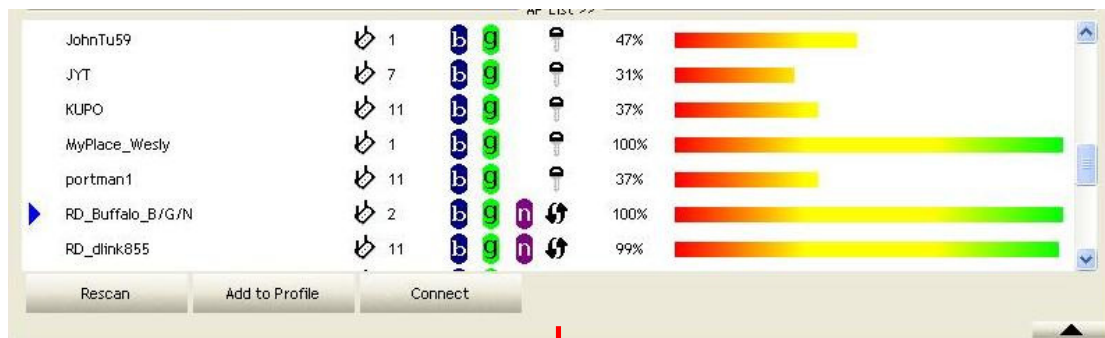 AP List >>
JohnTu59 1 b g 47%
JYT 7 b g 31%
KUPO 11 b g 37%
MyPlace_Wesly 1 b g 100%
portman1 11 b g 37%
RD_Buffalo_B/G/N 2 b g n 100%
RD_dlink855 11 b g n 99%
Rescan Add to Profile Connect